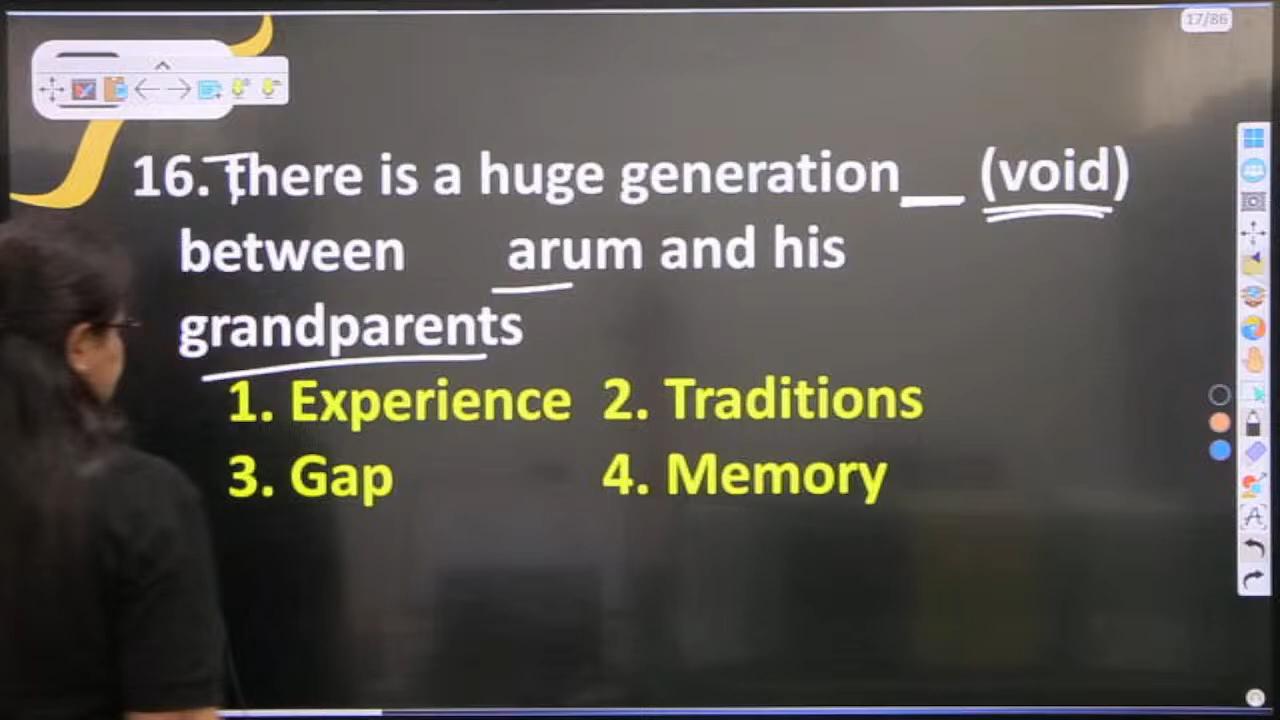 17/86
16. There is a huge generation__ (void)
between arum and his
grandparents
1. Experience 2. Traditions
3. Gap 4. Memory